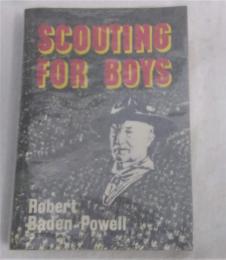 SCOUTING
FOR BOYS
Robert
Baden-Powell